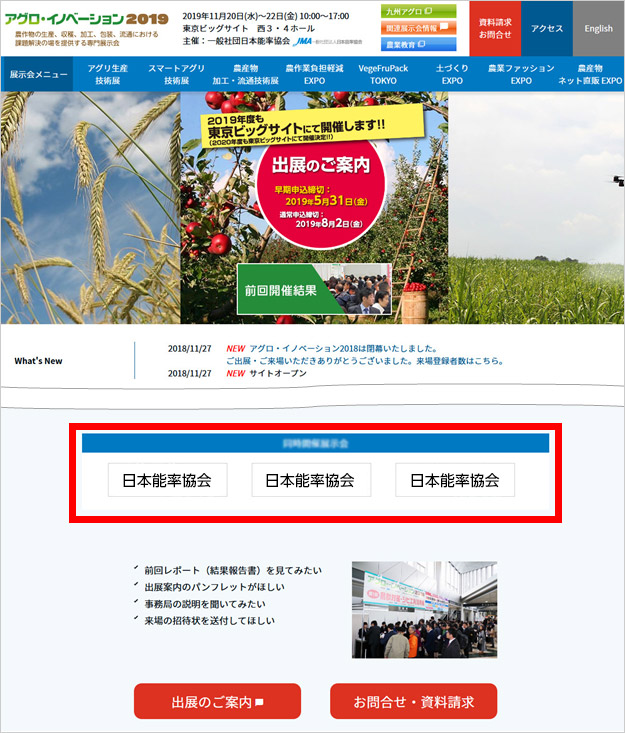 アグロ・イノベーション2019
農作物の生産、収穫、加工、包装、流通における
課題解決の場を提供する専門展示会
2019年11月20日(水)～22日(金) 10:00～17:00
東京ビッグサイト 西3・4ホール
主催：一般社団法人日本能率協会
JMA 一般社団法人日本能率協会
九州アグロ
関連展示会情報
農業教育
資料請求
お問合せ
アクセス
English
展示会メニュー
アグリ生産
技術展
スマートアグリ
技術展
農産物
加工・流通技術展
農作業負担軽減
EXPO
VegeFruPack
TOKYO
土づくり
EXPO
農業ファッション
EXPO
農産物
ネット直販 EXPO
2019年度も
東京ビッグサイトにて開催します!!
(2020年度も東京ビッグサイトにて開催決定!!)
出展のご案内
早期申込締切：
2019年5月31日(金)
通常申込締切：
2019年8月2日(金)
前回開催結果
What's New
2018/11/27 NEW アグロ・イノベーション2018は閉幕いたしました。
ご出展・ご来場いただきありがとうございました。来場登録者数はこちら。
2018/11/27 NEW サイトオープン
同時開催展示会
日本能率協会
日本能率協会
日本能率協会
前回レポート（結果報告書）を見てみたい
出展案内のパンフレットがほしい
事務局の説明を聞いてみたい
来場の招待状を送付してほしい
出展のご案内
お問合せ・資料請求